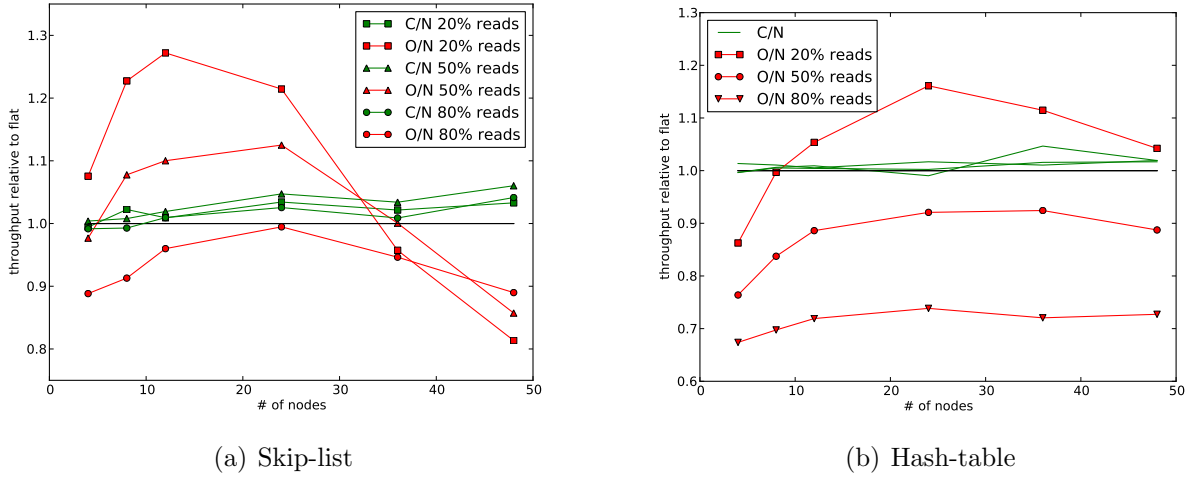 1.3
1.2
1.1
1.0
0.9
0.8
throughput relative to flat
C/N 20% reads
O/N 20% reads
C/N 50% reads
O/N 50% reads
C/N 80% reads
O/N 80% reads
0 10 20 30 40 50
# of nodes
(a) Skip-list
1.3
1.2
1.1
1.0
0.9
0.8
0.7
0.6
throughput relative to flat
C/N
O/N 20% reads
O/N 50% reads
O/N 80% reads
0 10 20 30 40 50
# of nodes
(b) Hash-table